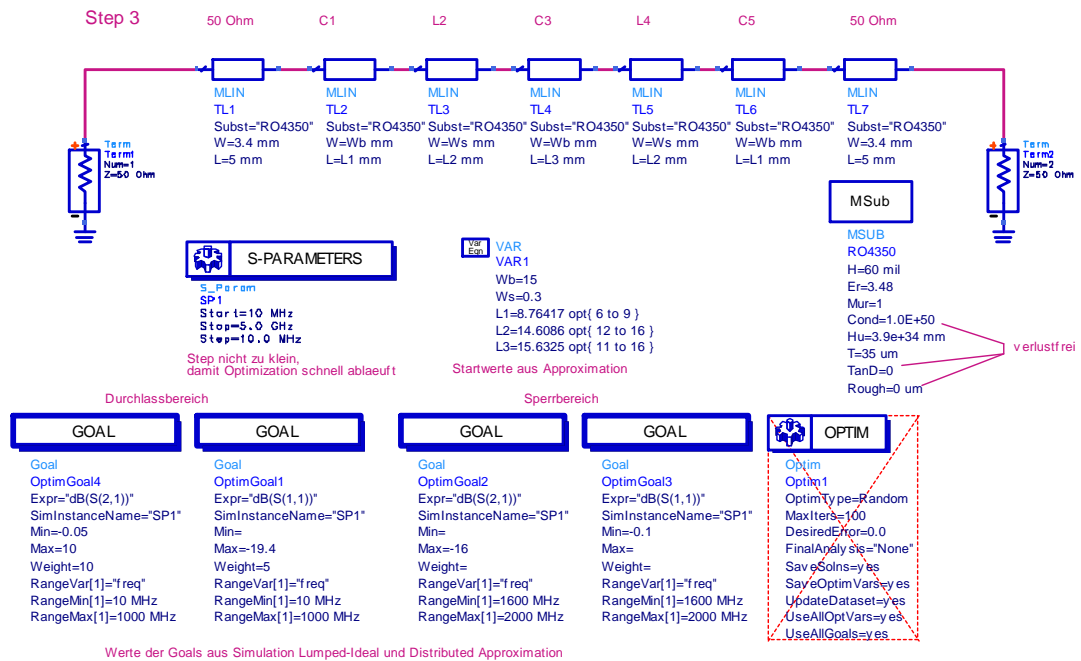 Step 3
50 Ohm C1 L2 C3 L4 C5 50 Ohm
MLIN
TL1
Subst="RO4350"
W=3.4 mm
L=5 mm
MLIN
TL2
Subst="RO4350"
W=Wb mm
L=L1 mm
MLIN
TL3
Subst="RO4350"
W=Ws mm
L=L2 mm
MLIN
TL4
Subst="RO4350"
W=Wb mm
L=L3 mm
MLIN
TL5
Subst="RO4350"
W=Ws mm
L=L2 mm
MLIN
TL6
Subst="RO4350"
W=Wb mm
L=L1 mm
MLIN
TL7
Subst="RO4350"
W=3.4 mm
L=5 mm
+
Term
Term1
Num=1
Z=50 Ohm
-
+
Term
Term2
Num=2
Z=50 Ohm
-
S-PARAMETERS
S_Param
SP1
Start=10 MHz
Stop=5.0 GHz
Step=10.0 MHz
Step nicht zu klein,
damit Optimization schnell ablaeuft
Var
Eqn
VAR
VAR1
Wb=15
Ws=0.3
L1=8.76417 opt{ 6 to 9 }
L2=14.6086 opt{ 12 to 16 }
L3=15.6325 opt{ 11 to 16 }
Startwerte aus Approximation
MSub
MSUB
RO4350
H=60 mil
Er=3.48
Mur=1
Cond=1.0E+50
Hu=3.9e+34 mm
T=35 um
TanD=0
Rough=0 um
verlustfrei
Durchlassbereich
Sperrbereich
GOAL
Goal
OptimGoal4
Expr="dB(S(2,1))"
SimInstanceName="SP1"
Min=-0.05
Max=10
Weight=10
RangeVar[1]="freq"
RangeMin[1]=10 MHz
RangeMax[1]=1000 MHz
GOAL
Goal
OptimGoal1
Expr="dB(S(1,1))"
SimInstanceName="SP1"
Min=
Max=-19.4
Weight=5
RangeVar[1]="freq"
RangeMin[1]=10 MHz
RangeMax[1]=1000 MHz
GOAL
Goal
OptimGoal2
Expr="dB(S(2,1))"
SimInstanceName="SP1"
Min=
Max=-16
Weight=
RangeVar[1]="freq"
RangeMin[1]=1600 MHz
RangeMax[1]=2000 MHz
GOAL
Goal
OptimGoal3
Expr="dB(S(1,1))"
SimInstanceName="SP1"
Min=-0.1
Max=
Weight=
RangeVar[1]="freq"
RangeMin[1]=1600 MHz
RangeMax[1]=2000 MHz
OPTIM
Optim
Optim1
OptimType=Random
MaxIters=100
DesiredError=0.0
FinalAnalysis="None"
SaveSolns=yes
SaveOptimVars=yes
UpdateDataset=yes
UseAllOptVars=yes
UseAllGoals=yes
Werte der Goals aus Simulation Lumped-Ideal und Distributed Approximation